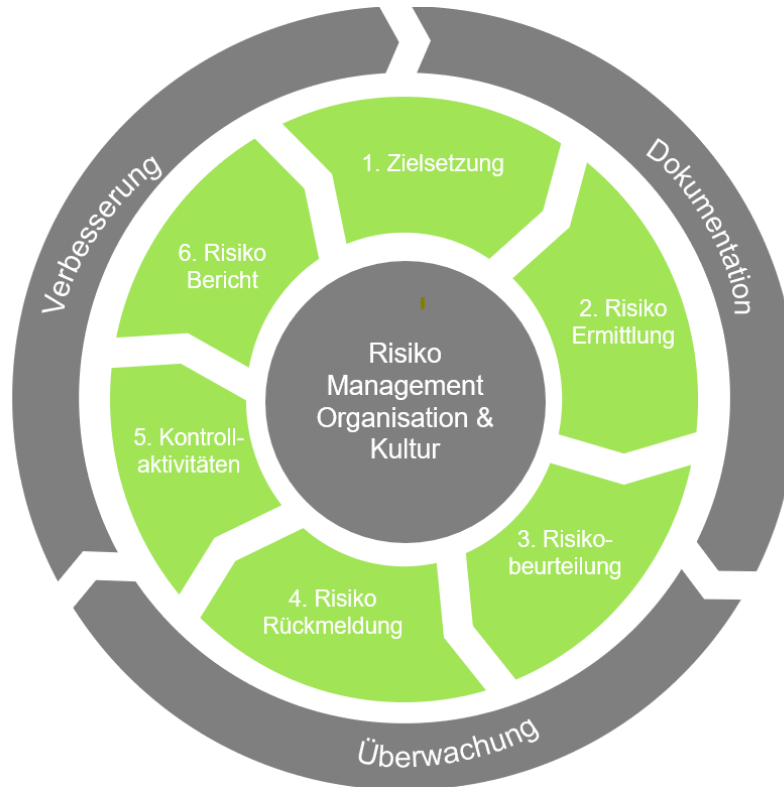 Verbesserung
Dokumentation
Überwachung
1. Zielsetzung
2. Risiko
Ermittlung
3. Risiko-
beurteilung
4. Risiko
Rückmeldung
5. Kontroll-
aktivitäten
6. Risiko
Bericht
Risiko
Management
Organisation &
Kultur